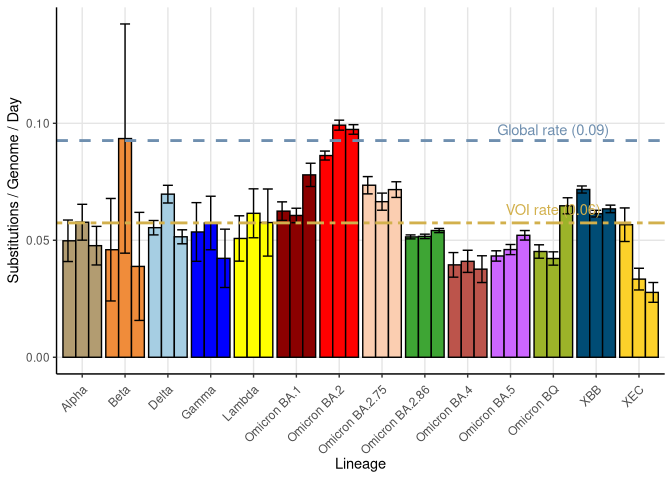 Substitutions / Genome / Day
0.10
0.05
0.00
Global rate (0.09)
VOI rate (0.06)
Alpha
Beta
Delta
Gamma
Lambda
Omicron BA.1
Omicron BA.2
Omicron BA.2.75
Omicron BA.2.86
Omicron BA.4
Omicron BA.5
Omicron BQ
XBB
XEC
Lineage